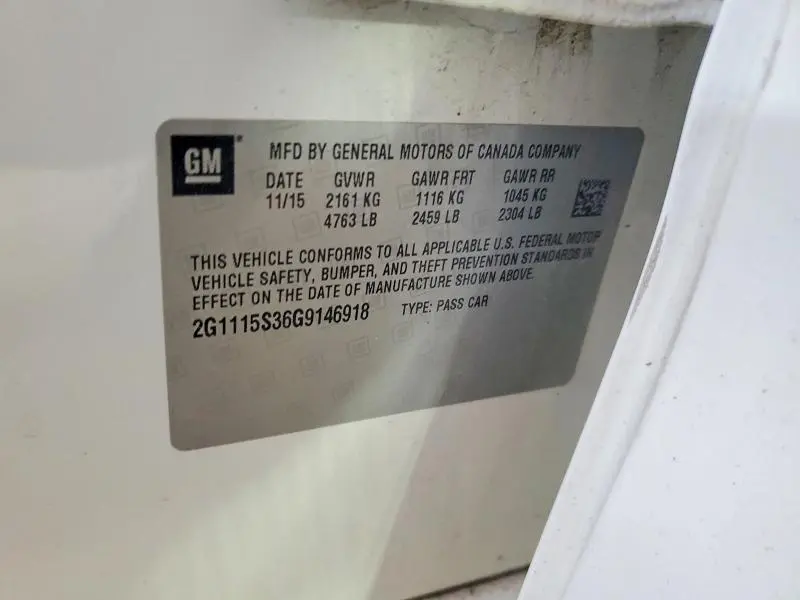 GM
MFD BY GENERAL MOTORS OF CANADA COMPANY
DATE GVWR GAWR FRT GAWR RR
11/15 2161 KG 1116 KG 1045 KG
4763 LB 2459 LB 2304 LB
THIS VEHICLE CONFORMS TO ALL APPLICABLE U.S. FEDERAL MOTOR
VEHICLE SAFETY, BUMPER, AND THEFT PREVENTION STANDARDS IN
EFFECT ON THE DATE OF MANUFACTURE SHOWN ABOVE.
2G1115S36G9146918 TYPE: PASS CAR